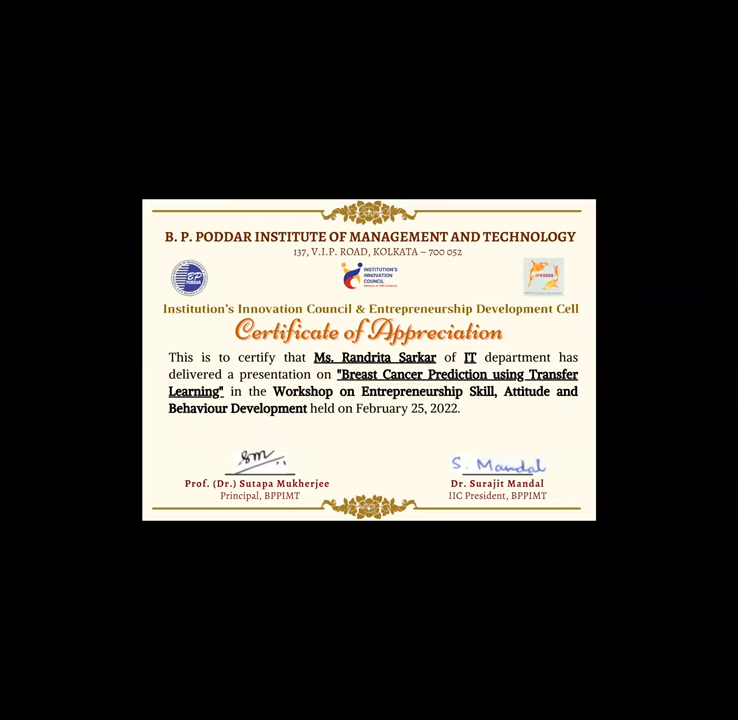 B. P. PODDAR INSTITUTE OF MANAGEMENT AND TECHNOLOGY
137, V.I.P. ROAD, KOLKATA – 700 052
BP
PODDAR
INSTITUTION'S
INNOVATION
COUNCIL
Institution's Innovation Council & Entrepreneurship Development Cell
Certificate of Appreciation
This is to certify that Ms. Randrita Sarkar of IT department has
delivered a presentation on "Breast Cancer Prediction using Transfer
Learning" in the Workshop on Entrepreneurship Skill, Attitude and
Behaviour Development held on February 25, 2022.
S. Mandal
Prof. (Dr.) Sutapa Mukherjee
Dr. Surajit Mandal
Principal, BPPIMT
IIC President, BPPIMT